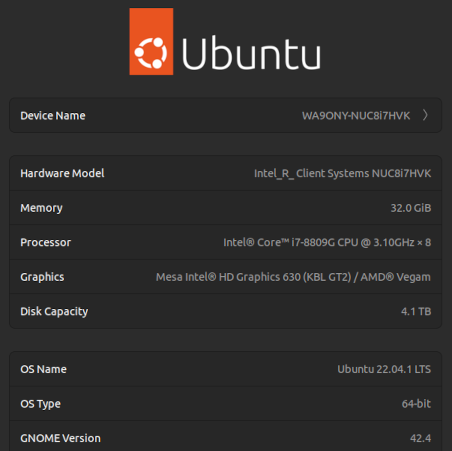 Ubuntu
Device Name WA9ONY-NUC8i7HVK
Hardware Model Intel_R_ Client Systems NUC8i7HVK
Memory 32.0 GiB
Processor Intel® Core™ i7-8809G CPU @ 3.10GHz × 8
Graphics Mesa Intel® HD Graphics 630 (KBL GT2) / AMD® Vegam
Disk Capacity 4.1 TB
OS Name Ubuntu 22.04.1 LTS
OS Type 64-bit
GNOME Version 42.4